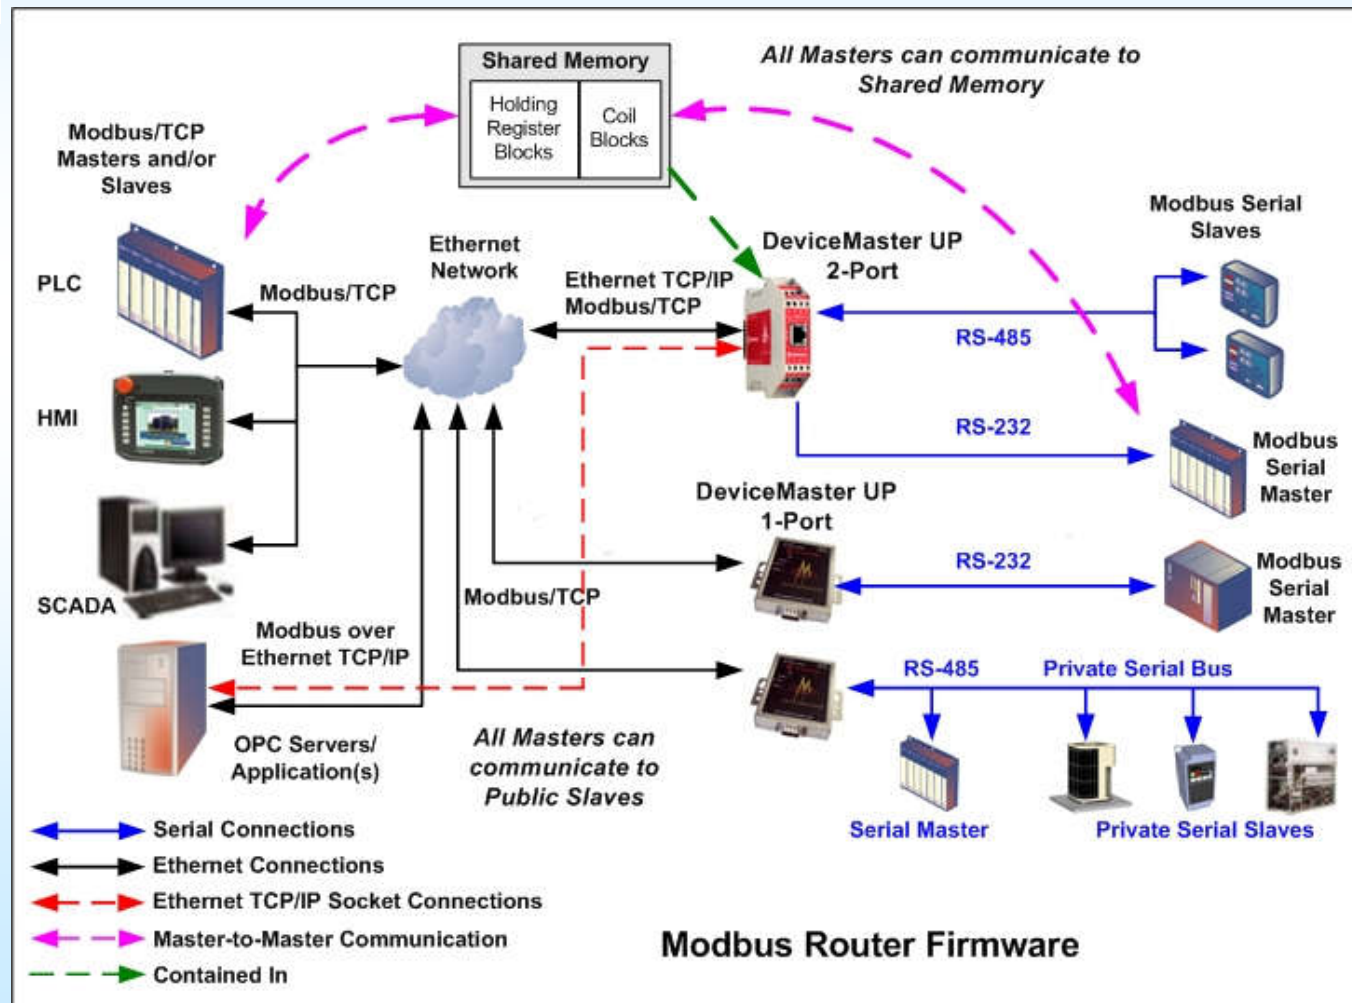 Shared Memory
Holding
Register
Blocks
Coil
Blocks
All Masters can communicate to
Shared Memory
Modbus/TCP
Masters and/or
Slaves
PLC
HMI
SCADA
Modbus/TCP
Ethernet
Network
Ethernet TCP/IP
Modbus/TCP
DeviceMaster UP
2-Port
Modbus Serial
Slaves
RS-485
RS-232
Modbus
Serial
Master
DeviceMaster UP
1-Port
RS-232
Modbus
Serial
Master
Modbus/TCP
Modbus over
Ethernet TCP/IP
OPC Servers/
Application(s)
All Masters can
communicate to
Public Slaves
RS-485
Private Serial Bus
Serial Master
Private Serial Slaves
Serial Connections
Ethernet Connections
Ethernet TCP/IP Socket Connections
Master-to-Master Communication
Contained In
Modbus Router Firmware